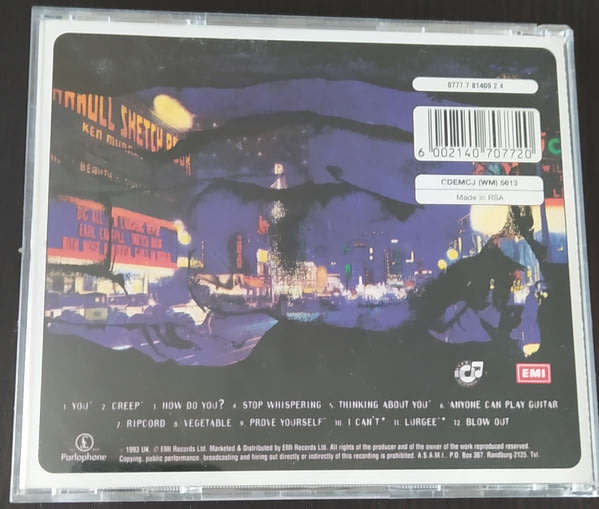 0777.7 81409 2.4
6 002140 707720
CDEMCJ (WM) 5613
Made in RSA
SKETCH
KEN
EMI
1 YOU* 2 CREEP* 3 HOW DO YOU? 4 STOP WHISPERING 5 THINKING ABOUT YOU* 6 ANYONE CAN PLAY GUITAR
7 RIPCORD 8 VEGETABLE 9 PROVE YOURSELF* 10 I CAN'T* 11 LURGEE* 12 BLOW OUT
Parlophone
1993 UK. © EMI Records Ltd. Marketed & Distributed by EMI Records Ltd. All rights of the producer and of the owner of the work reproduced reserved.
Copying, public performance, broadcasting and hiring out directly or indirectly of this recording is prohibited. A.S.A.M.I. P.O. Box 367, Randburg 2125. Tvl.